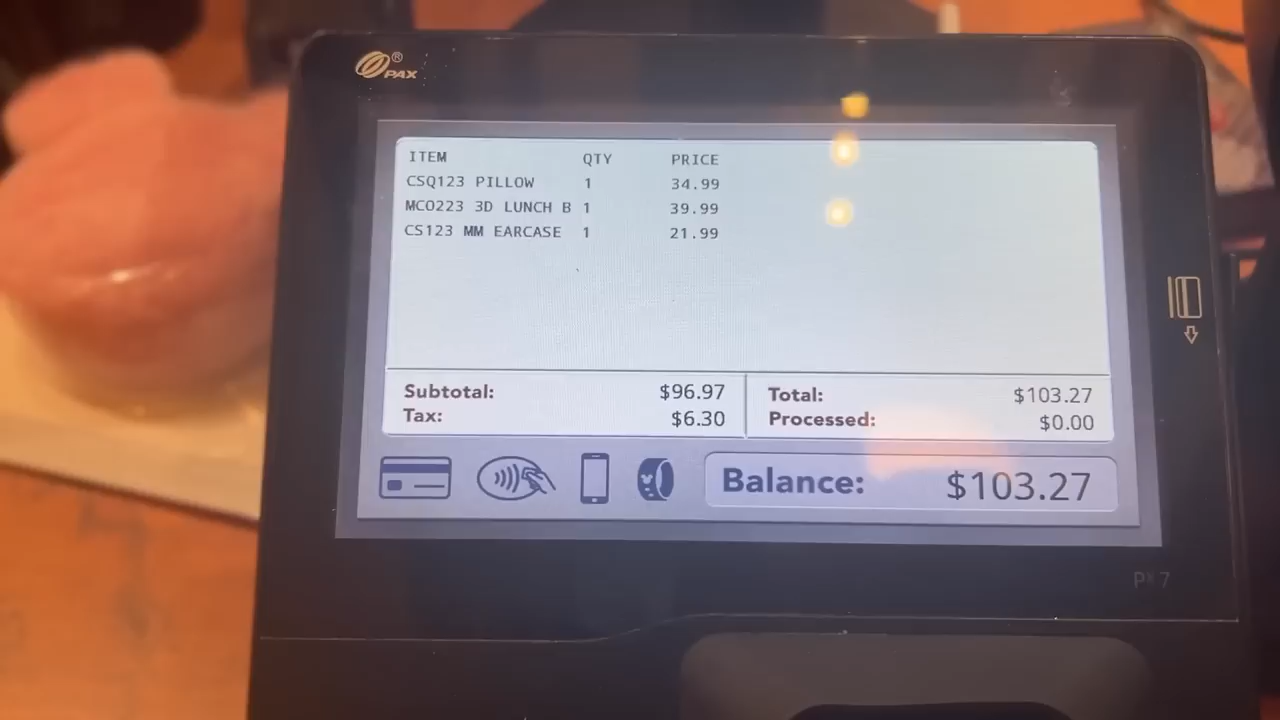 ® PAX
ITEM QTY PRICE
CSQ123 PILLOW 1 34.99
MCO223 3D LUNCH B 1 39.99
CS123 MM EARCASE 1 21.99
Subtotal: $96.97
Tax: $6.30
Total: $103.27
Processed: $0.00
Balance: $103.27